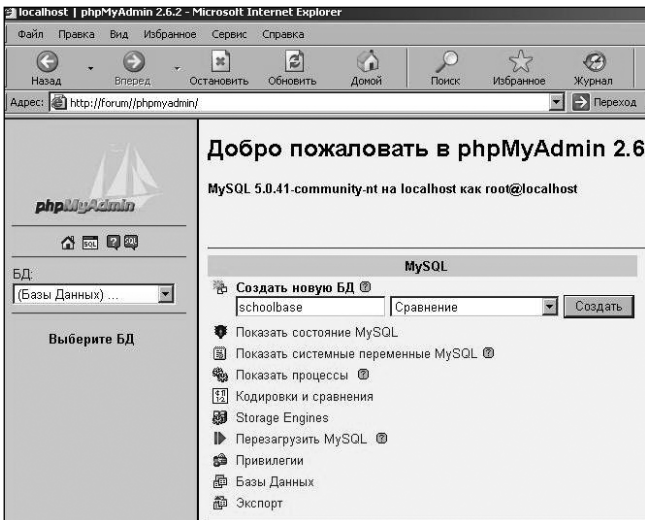 localhost | phpMyAdmin 2.6.2 - Microsoft Internet Explorer
Файл Правка Вид Избранное Сервис Справка
Назад Вперед Остановить Обновить Домой Поиск Избранное Журнал
Адрес: http://forum//phpmyadmin/ Переход
phpMyAdmin
SQL ? SQL
БД:
(Базы Данных) ...
Выберите БД
Добро пожаловать в phpMyAdmin 2.6
MySQL 5.0.41-community-nt на localhost как root@localhost
MySQL
Создать новую БД ?
schoolbase Сравнение Создать
Показать состояние MySQL
Показать системные переменные MySQL ?
Показать процессы ?
Кодировки и сравнения
Storage Engines
Перезагрузить MySQL ?
Привилегии
Базы Данных
Экспорт